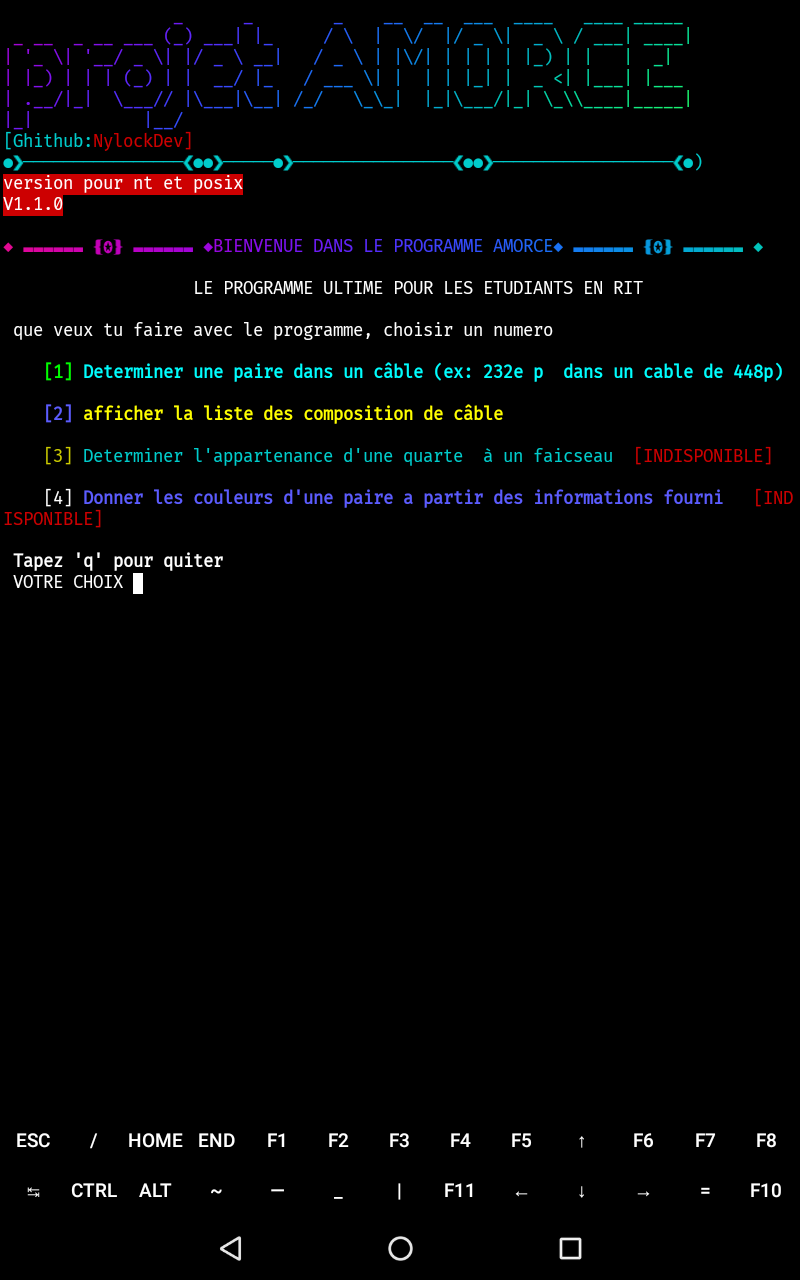 projet AMORCE
[Ghithub:NylockDev]
version pour nt et posix
V1.1.0
BIENVENUE DANS LE PROGRAMME AMORCE
LE PROGRAMME ULTIME POUR LES ETUDIANTS EN RIT
que veux tu faire avec le programme, choisir un numero
[1] Determiner une paire dans un câble (ex: 232e p  dans un cable de 448p)
[2] afficher la liste des composition de câble
[3] Determiner l'appartenance d'une quarte  à un faicseau  [INDISPONIBLE]
[4] Donner les couleurs d'une paire a partir des informations fourni   [IND
ISPONIBLE]
Tapez 'q' pour quiter
VOTRE CHOIX
ESC / HOME END F1 F2 F3 F4 F5 ↑ F6 F7 F8
↹ CTRL ALT ~ — _ | F11 ← ↓ → = F10